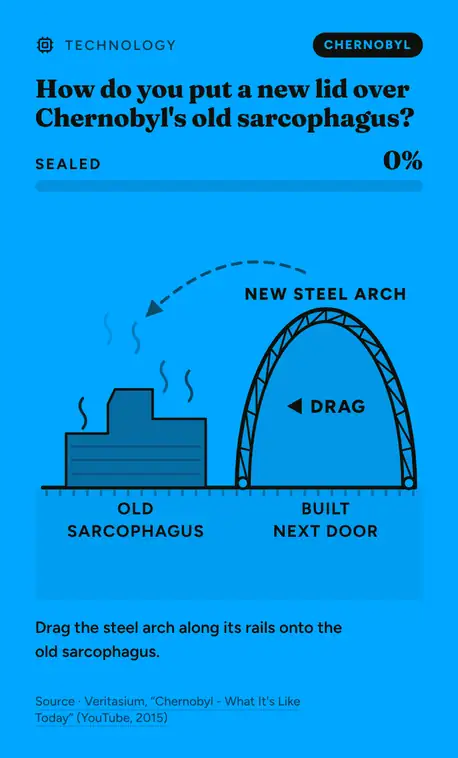 TECHNOLOGY
CHERNOBYL
How do you put a new lid over
Chernobyl's old sarcophagus?
SEALED
0%
NEW STEEL ARCH
DRAG
OLD
SARCOPHAGUS
BUILT
NEXT DOOR
Drag the steel arch along its rails onto the
old sarcophagus.
Source · Veritasium, “Chernobyl - What It's Like
Today” (YouTube, 2015)